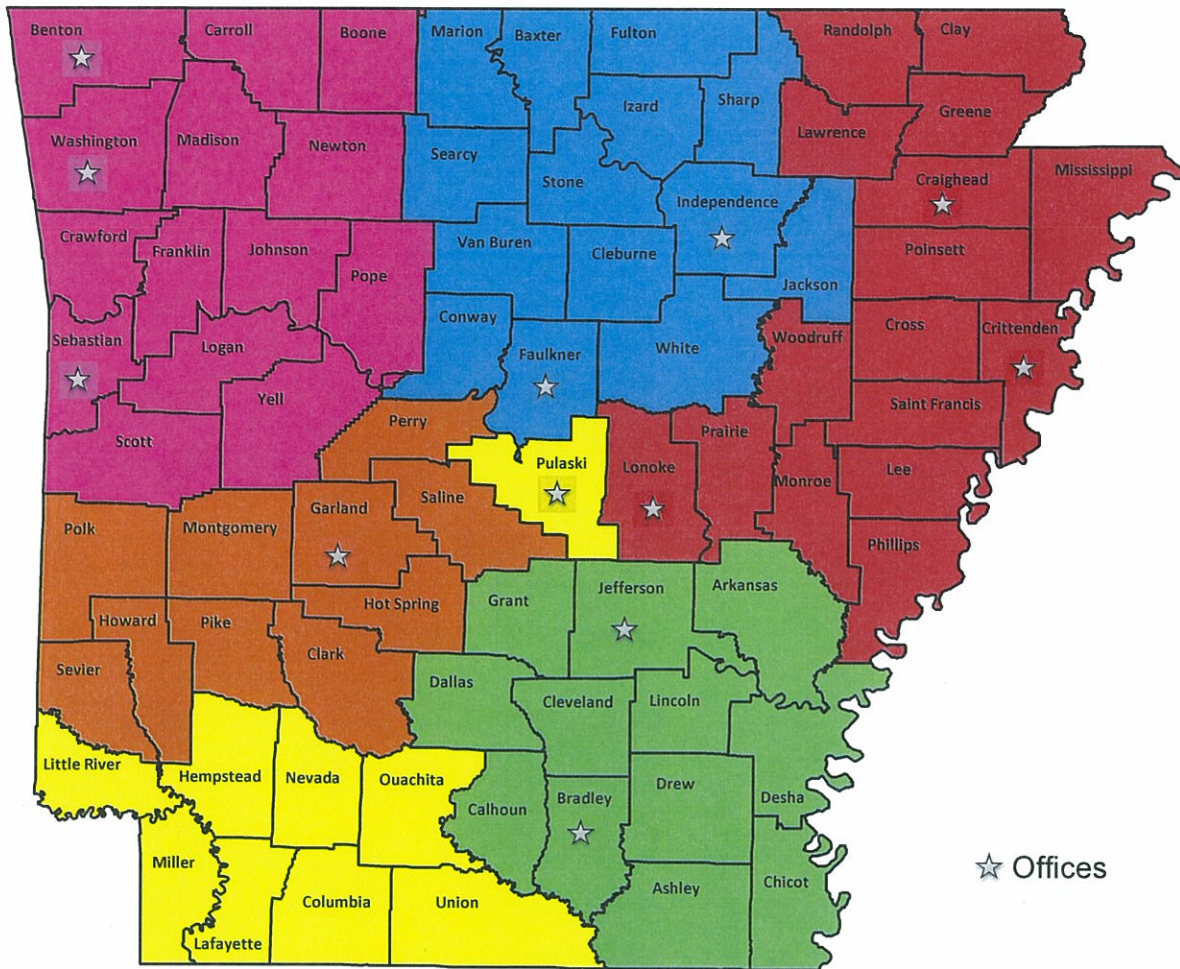 Benton
Carroll
Boone
Marion
Baxter
Fulton
Randolph
Clay
Izard
Sharp
Greene
Washington
Madison
Newton
Searcy
Lawrence
Stone
Craighead
Mississippi
Independence
Crawford
Franklin
Johnson
Pope
Van Buren
Cleburne
Poinsett
Jackson
Conway
Sebastian
Logan
Faulkner
White
Woodruff
Cross
Crittenden
Yell
Saint Francis
Scott
Perry
Pulaski
Lonoke
Prairie
Monroe
Lee
Polk
Montgomery
Garland
Saline
Phillips
Howard
Pike
Hot Spring
Grant
Jefferson
Arkansas
Sevier
Clark
Dallas
Cleveland
Lincoln
Little River
Hempstead
Nevada
Ouachita
Calhoun
Bradley
Drew
Desha
Miller
Lafayette
Columbia
Union
Ashley
Chicot
Offices